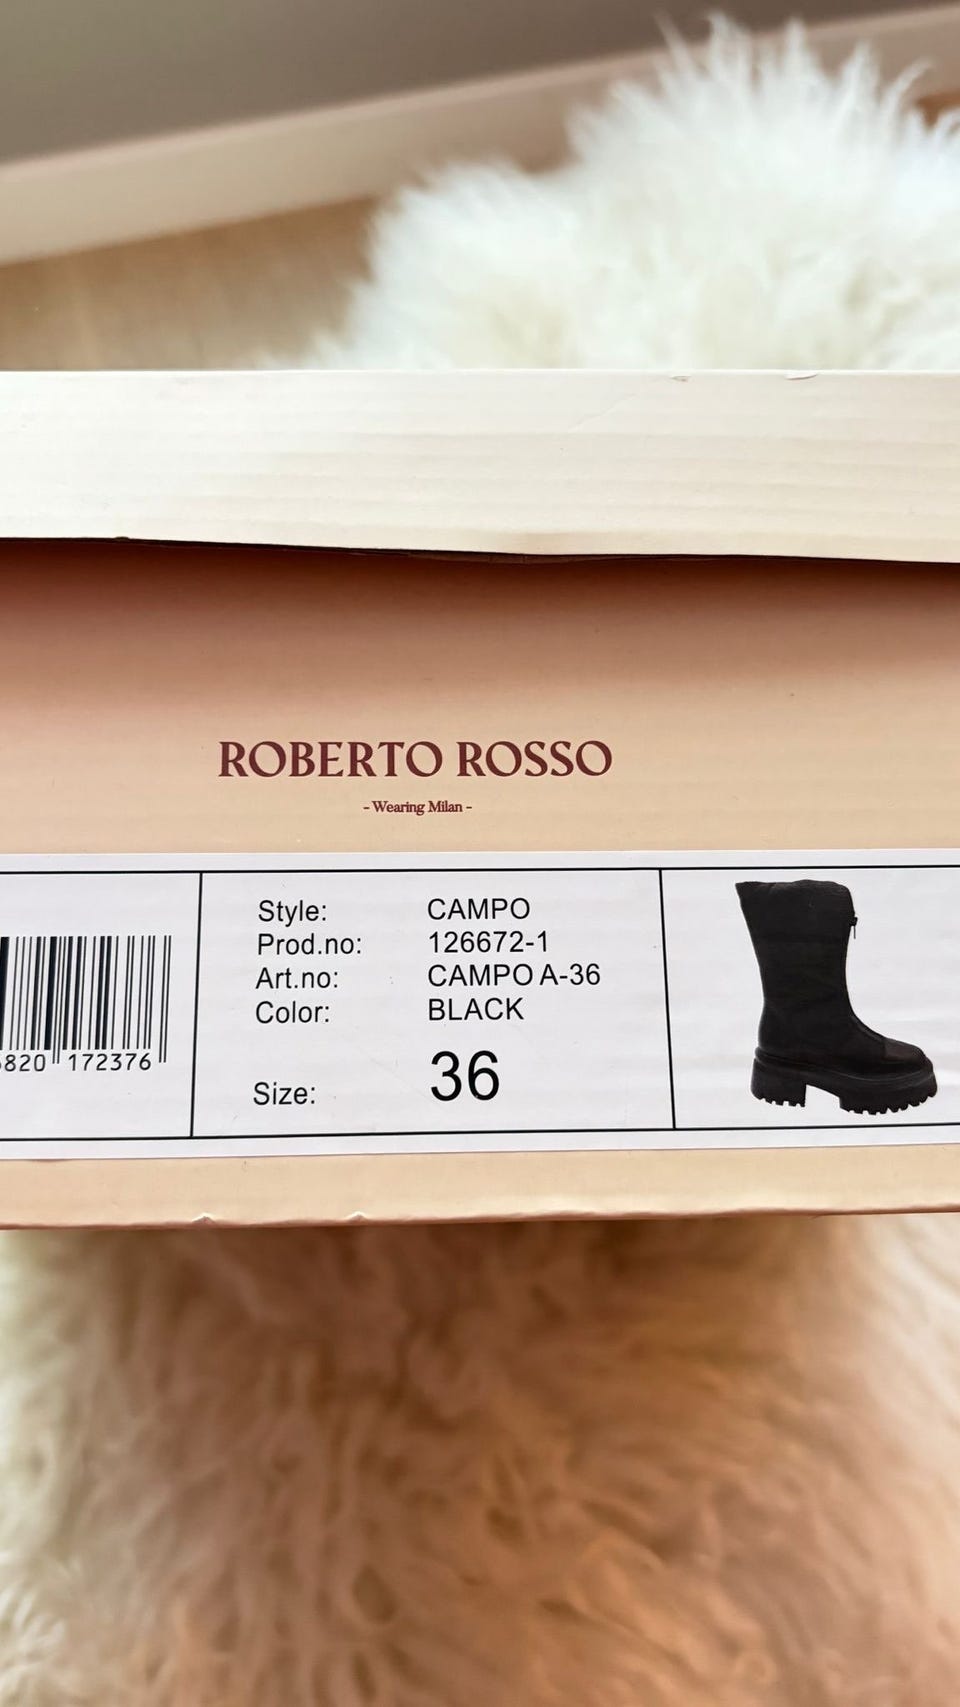 ROBERTO ROSSO
- Wearing Milan -
Style: CAMPO
Prod.no: 126672-1
Art.no: CAMPO A-36
Color: BLACK
Size: 36
820 172376